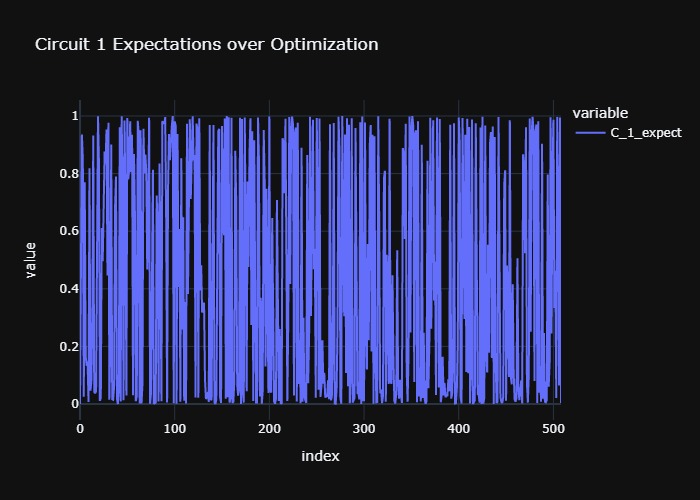 Circuit 1 Expectations over Optimization
variable
C_1_expect
value
1
0.8
0.6
0.4
0.2
0
0 100 200 300 400 500
index